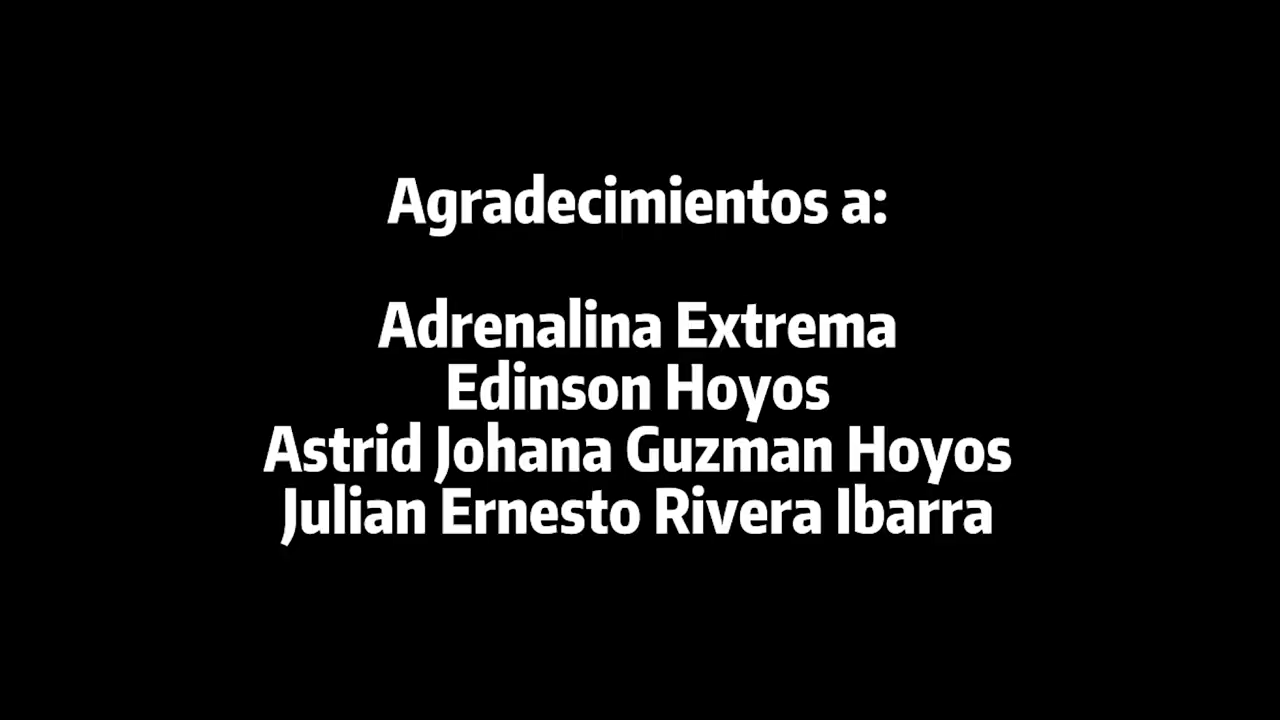 Agradecimientos a:
Adrenalina Extrema
Edinson Hoyos
Astrid Johana Guzman Hoyos
Julian Ernesto Rivera Ibarra